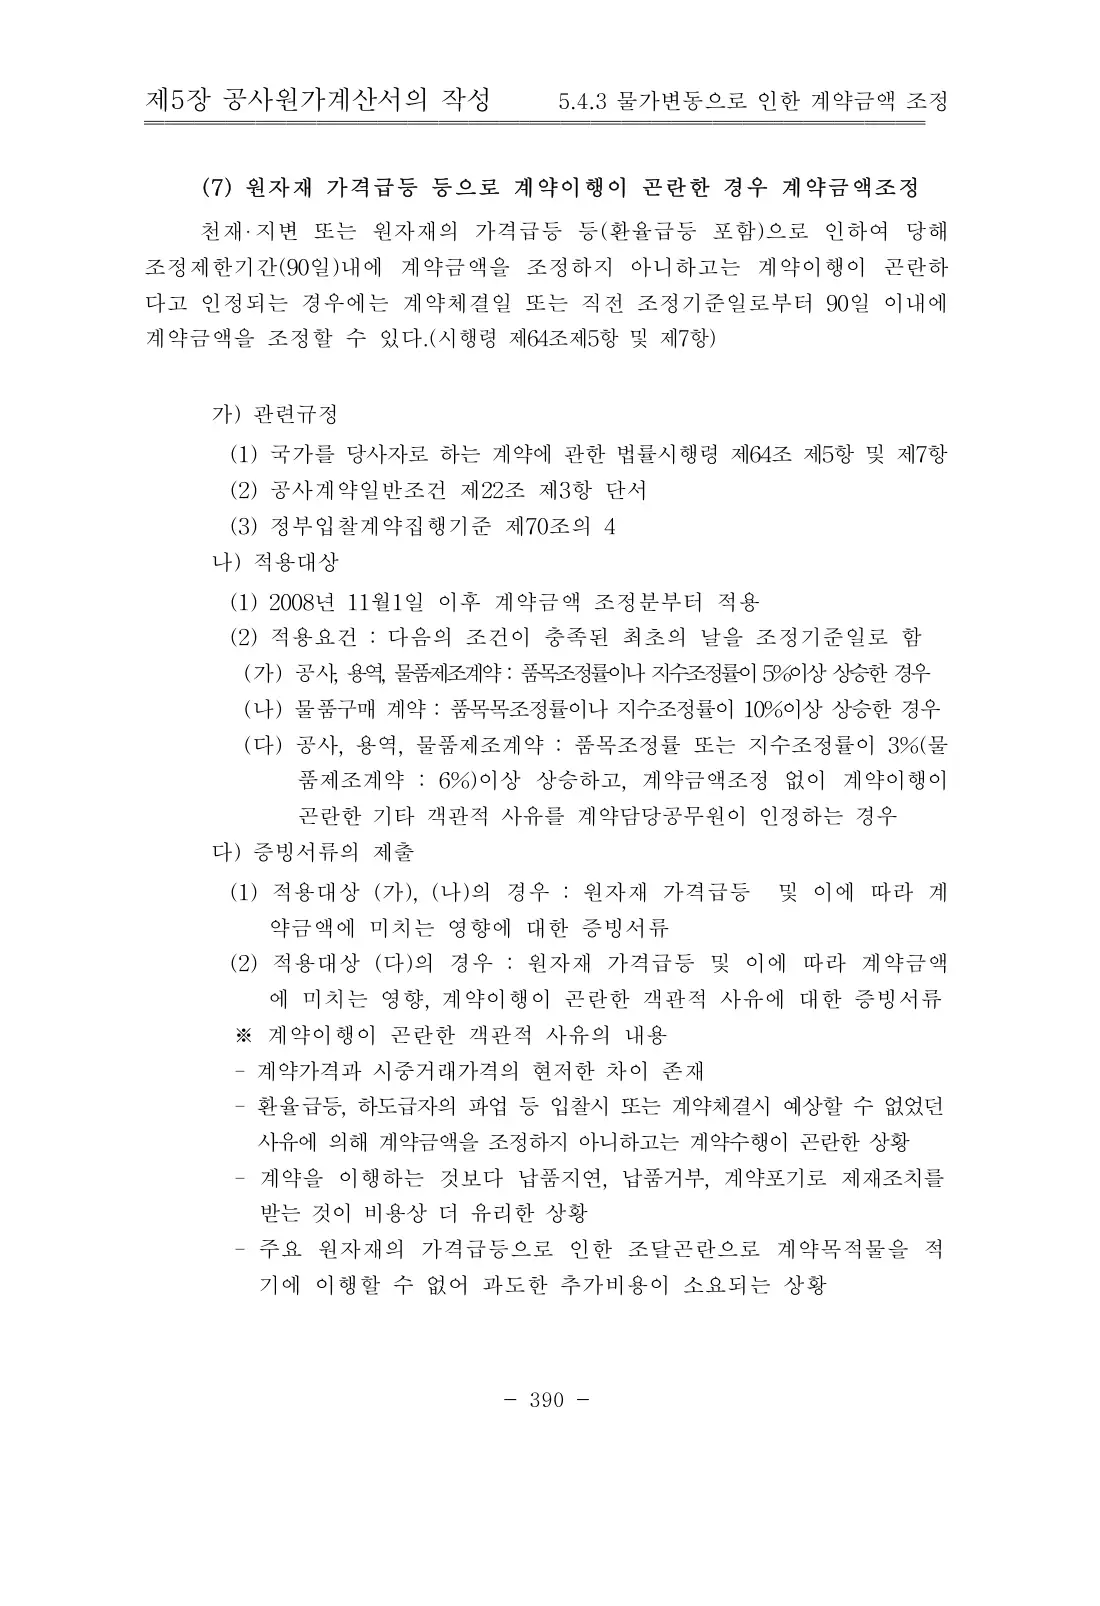 제5장 공사원가계산서의 작성 5.4.3 물가변동으로 인한 계약금액 조정
(7) 원자재 가격급등 등으로 계약이행이 곤란한 경우 계약금액조정
천재·지변 또는 원자재의 가격급등 등(환율급등 포함)으로 인하여 당해
조정제한기간(90일)내에 계약금액을 조정하지 아니하고는 계약이행이 곤란하
다고 인정되는 경우에는 계약체결일 또는 직전 조정기준일로부터 90일 이내에
계약금액을 조정할 수 있다.(시행령 제64조제5항 및 제7항)
가) 관련규정
(1) 국가를 당사자로 하는 계약에 관한 법률시행령 제64조 제5항 및 제7항
(2) 공사계약일반조건 제22조 제3항 단서
(3) 정부입찰계약집행기준 제70조의 4
나) 적용대상
(1) 2008년 11월1일 이후 계약금액 조정분부터 적용
(2) 적용요건 : 다음의 조건이 충족된 최초의 날을 조정기준일로 함
(가) 공사, 용역, 물품제조계약 : 품목조정률이나 지수조정률이 5%이상 상승한 경우
(나) 물품구매 계약 : 품목목조정률이나 지수조정률이 10%이상 상승한 경우
(다) 공사, 용역, 물품제조계약 : 품목조정률 또는 지수조정률이 3%(물
품제조계약 : 6%)이상 상승하고, 계약금액조정 없이 계약이행이
곤란한 기타 객관적 사유를 계약담당공무원이 인정하는 경우
다) 증빙서류의 제출
(1) 적용대상 (가), (나)의 경우 : 원자재 가격급등 및 이에 따라 계
약금액에 미치는 영향에 대한 증빙서류
(2) 적용대상 (다)의 경우 : 원자재 가격급등 및 이에 따라 계약금액
에 미치는 영향, 계약이행이 곤란한 객관적 사유에 대한 증빙서류
※ 계약이행이 곤란한 객관적 사유의 내용
- 계약가격과 시중거래가격의 현저한 차이 존재
- 환율급등, 하도급자의 파업 등 입찰시 또는 계약체결시 예상할 수 없었던
사유에 의해 계약금액을 조정하지 아니하고는 계약수행이 곤란한 상황
- 계약을 이행하는 것보다 납품지연, 납품거부, 계약포기로 제재조치를
받는 것이 비용상 더 유리한 상황
- 주요 원자재의 가격급등으로 인한 조달곤란으로 계약목적물을 적
기에 이행할 수 없어 과도한 추가비용이 소요되는 상황
- 390 -